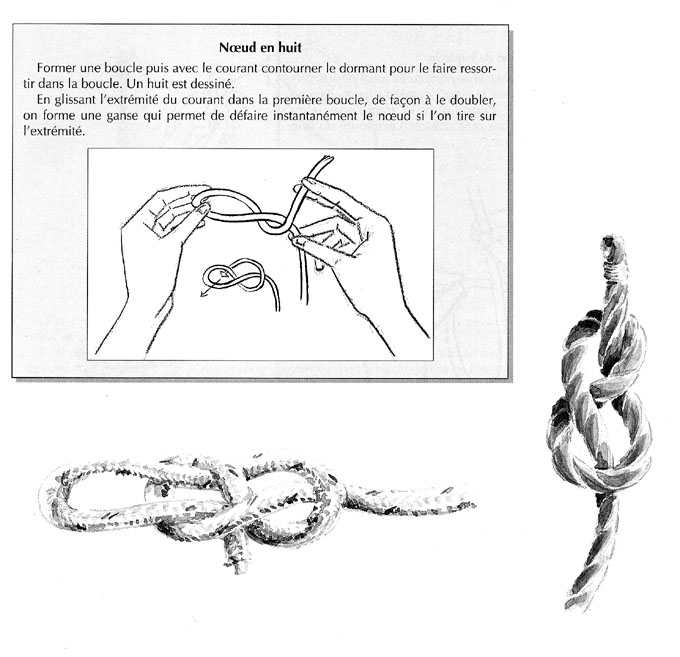 Nœud en huit
Former une boucle puis avec le courant contourner le dormant pour le faire ressor-
tir dans la boucle. Un huit est dessiné.
En glissant l'extrémité du courant dans la première boucle, de façon à le doubler,
on forme une ganse qui permet de défaire instantanément le nœud si l'on tire sur
l'extrémité.